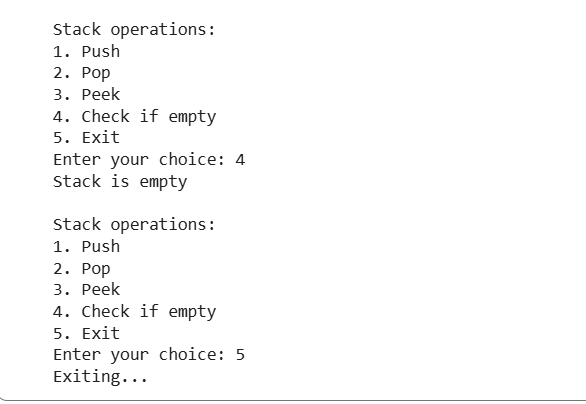 Stack operations:
1. Push
2. Pop
3. Peek
4. Check if empty
5. Exit
Enter your choice: 4
Stack is empty

Stack operations:
1. Push
2. Pop
3. Peek
4. Check if empty
5. Exit
Enter your choice: 5
Exiting...